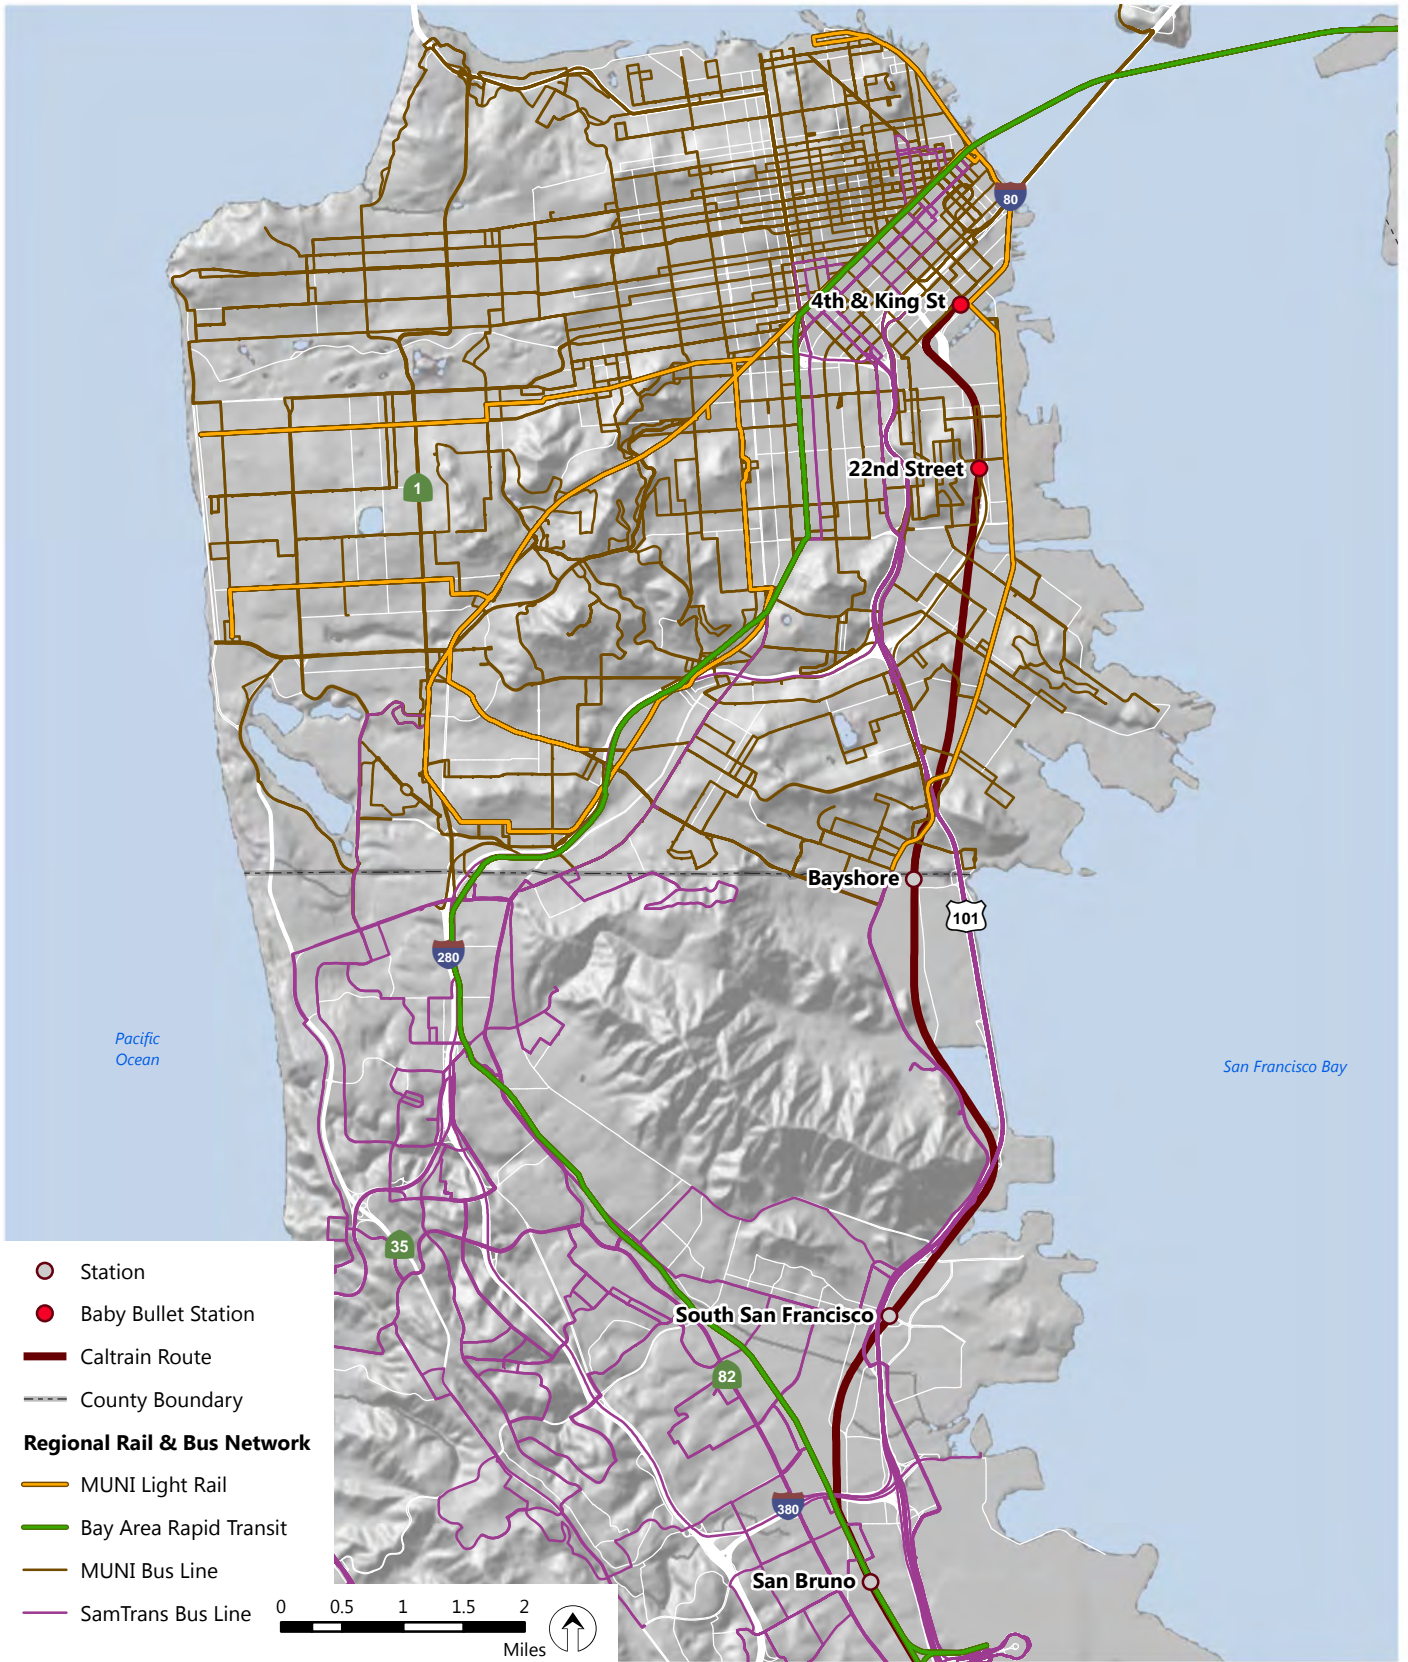 80
4th & King St
22nd Street
1
Bayshore
101
280
Pacific
Ocean
San Francisco Bay
35
South San Francisco
82
380
San Bruno
Station
Baby Bullet Station
Caltrain Route
County Boundary
Regional Rail & Bus Network
MUNI Light Rail
Bay Area Rapid Transit
MUNI Bus Line
SamTrans Bus Line
0 0.5 1 1.5 2
Miles